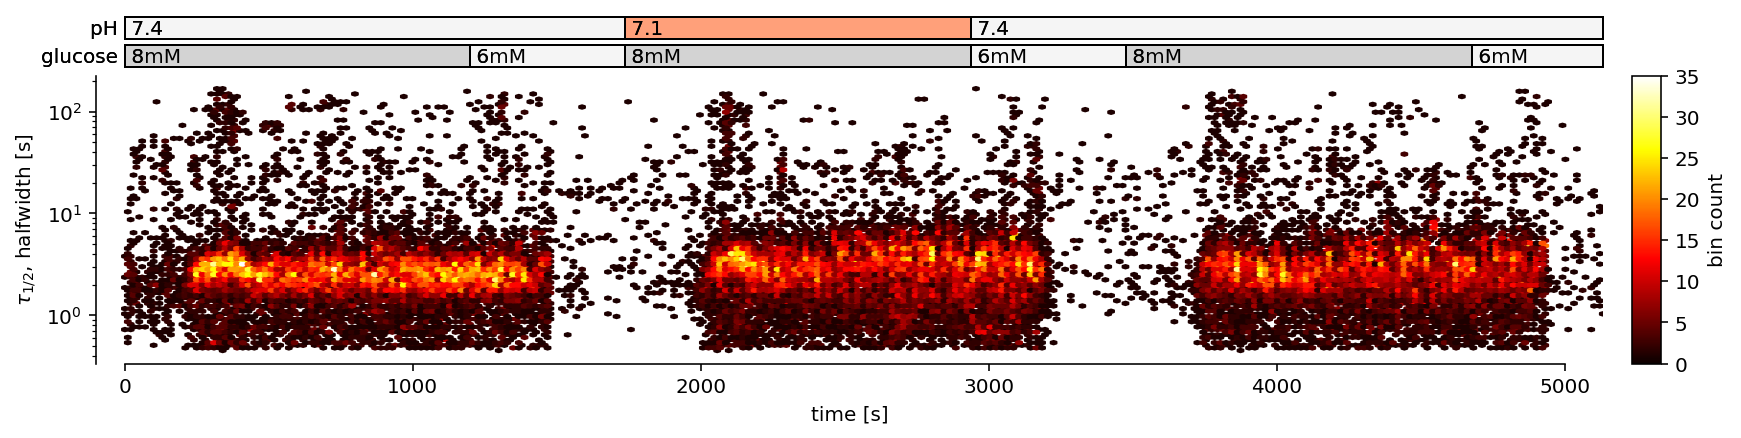 pH 7.4 7.1 7.4
glucose 8mM 6mM 8mM 6mM 8mM 6mM
τ1/2, halfwidth [s]
10²
10¹
10⁰
0 1000 2000 3000 4000 5000
time [s]
35
30
25
20
15
10
5
0
bin count